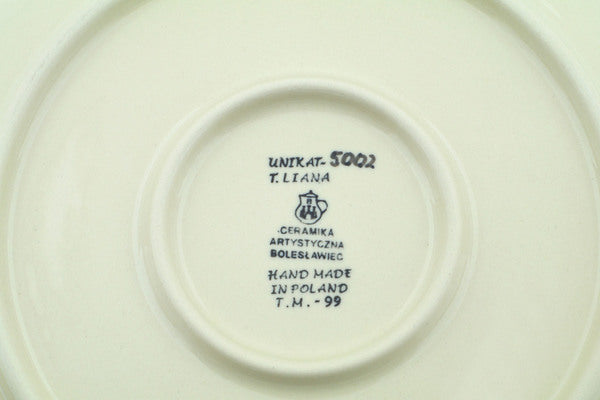 UNIKAT-5002
T. LIANA
CERAMIKA
ARTYSTYCZNA
BOLESŁAWIEC
HAND MADE
IN POLAND
T.M.-99